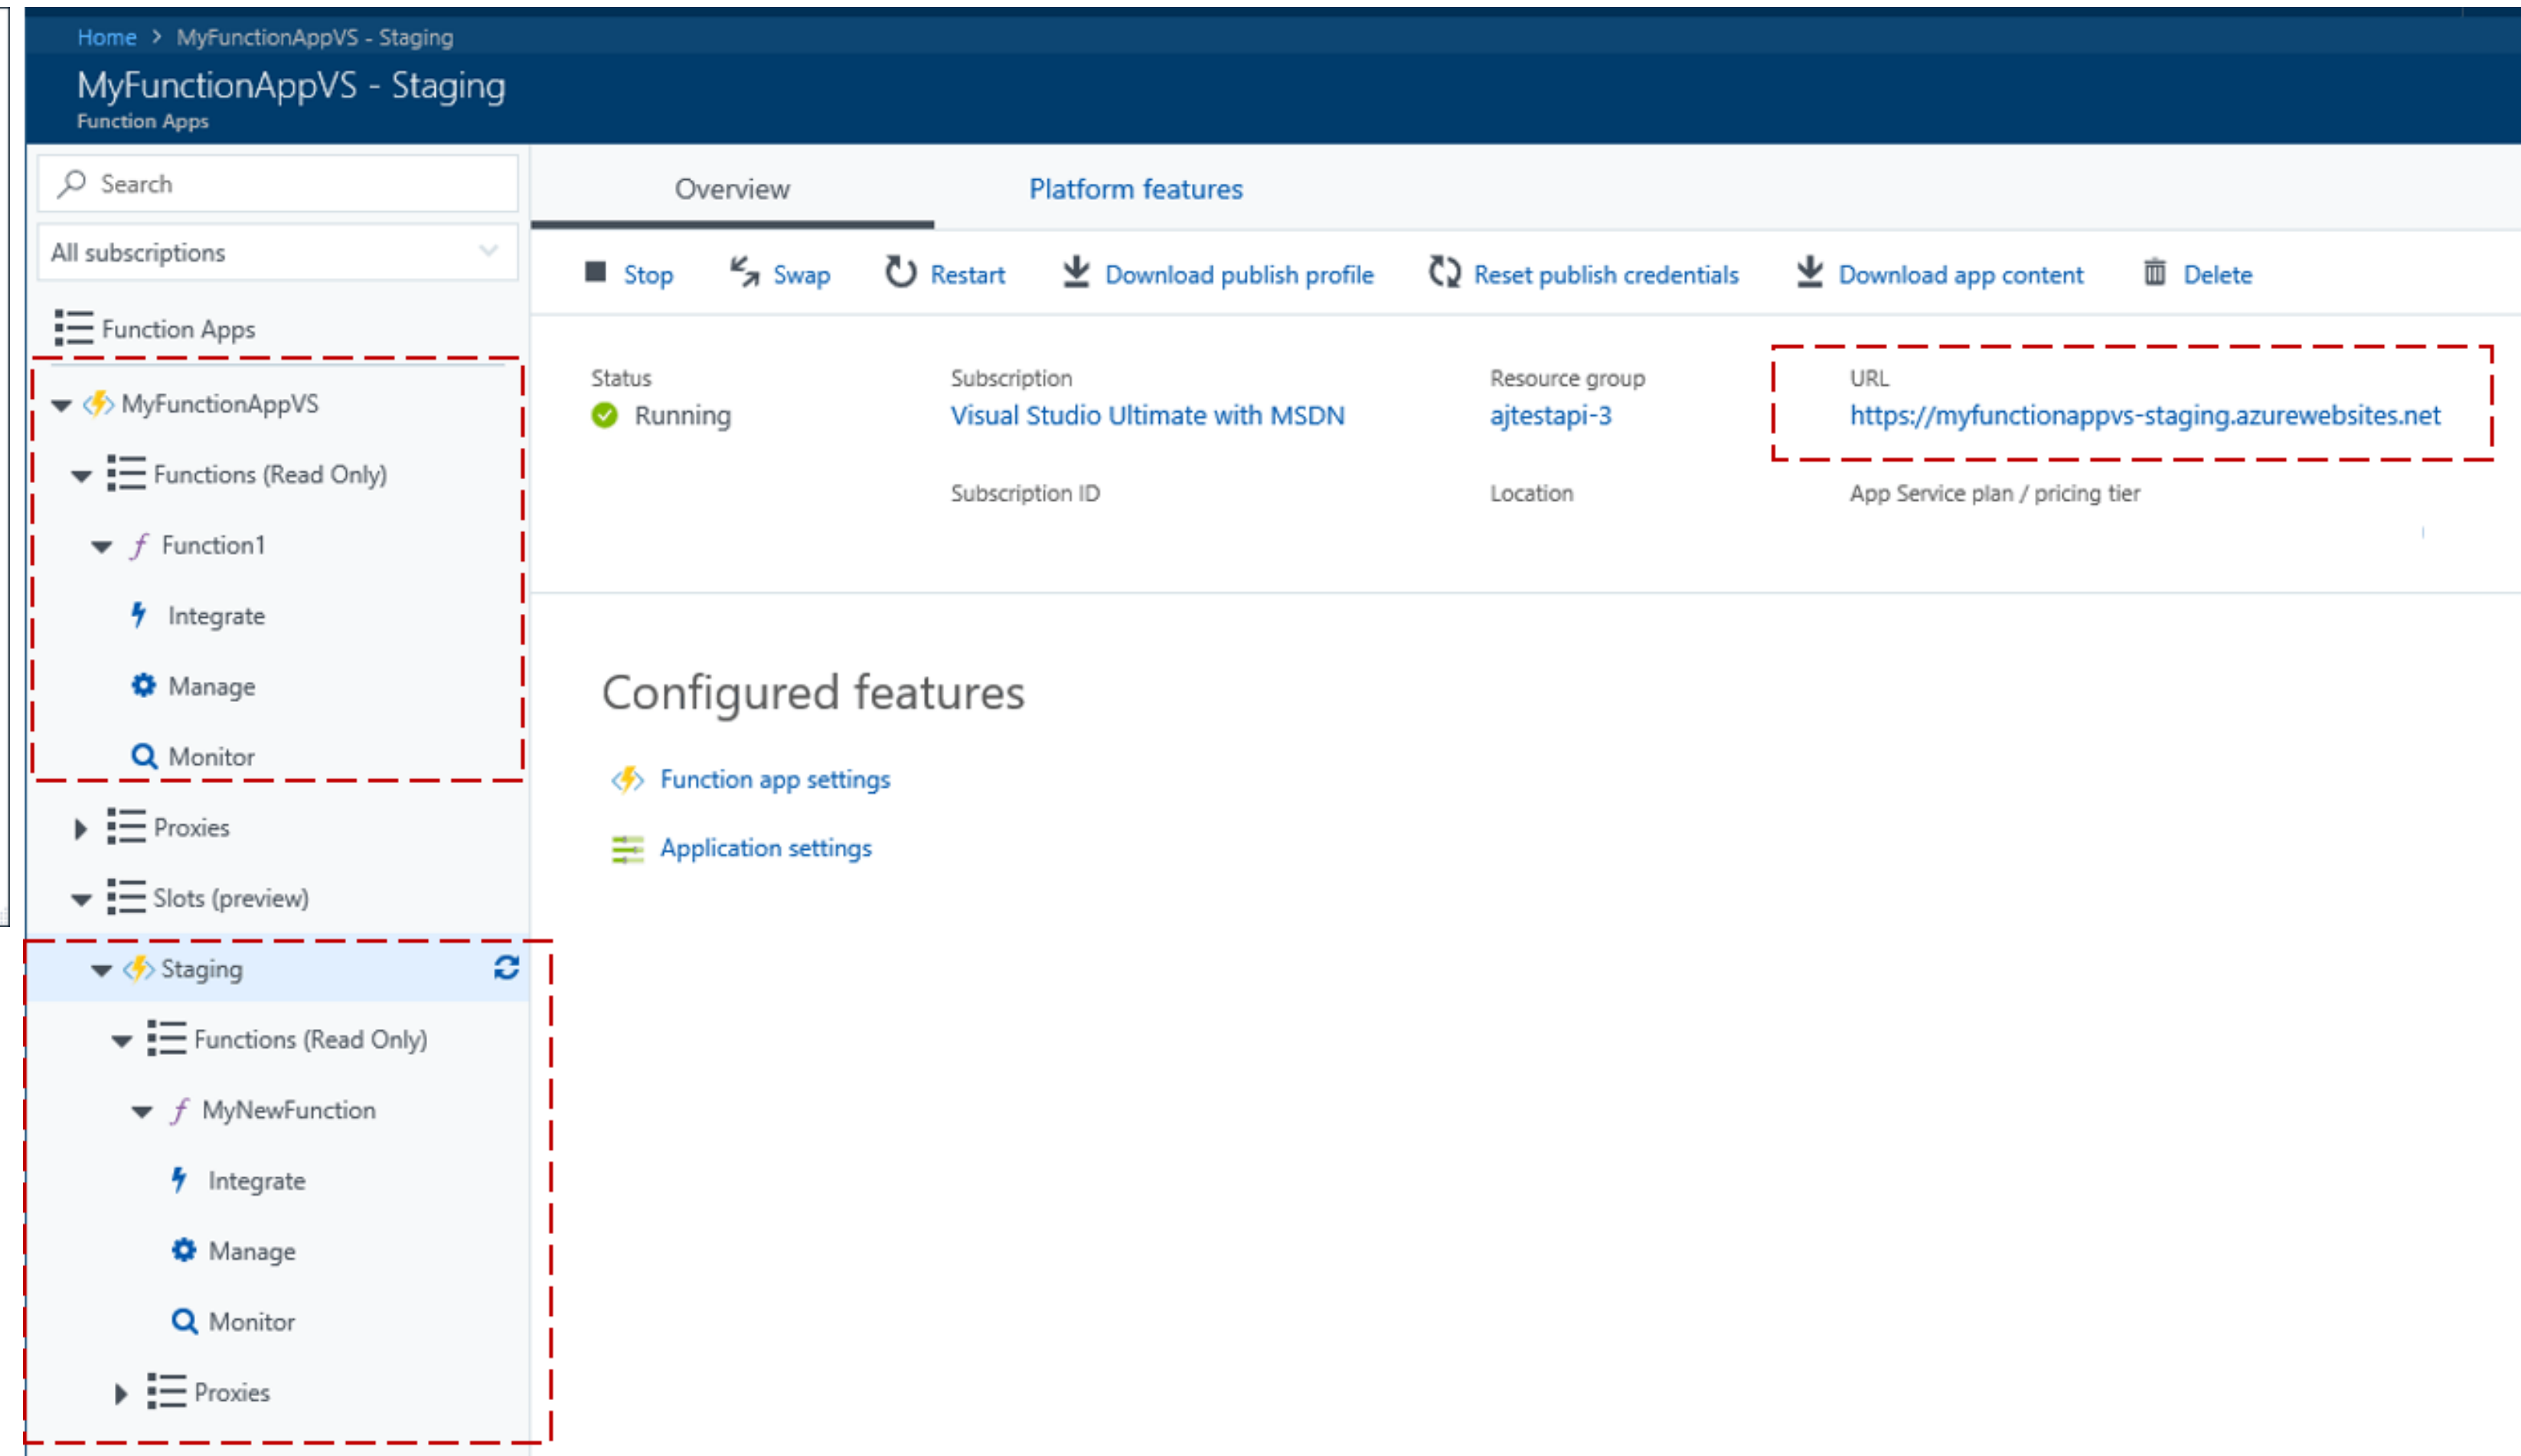 Home > MyFunctionAppVS - Staging
MyFunctionAppVS - Staging
Function Apps
Search
All subscriptions
Function Apps
MyFunctionAppVS
Functions (Read Only)
Function1
Integrate
Manage
Monitor
Proxies
Slots (preview)
Staging
Functions (Read Only)
MyNewFunction
Integrate
Manage
Monitor
Proxies
Overview Platform features
Stop Swap Restart Download publish profile Reset publish credentials Download app content Delete
Status Subscription Resource group URL
Running Visual Studio Ultimate with MSDN ajtestapi-3 https://myfunctionappvs-staging.azurewebsites.net
Subscription ID Location App Service plan / pricing tier
Configured features
Function app settings
Application settings